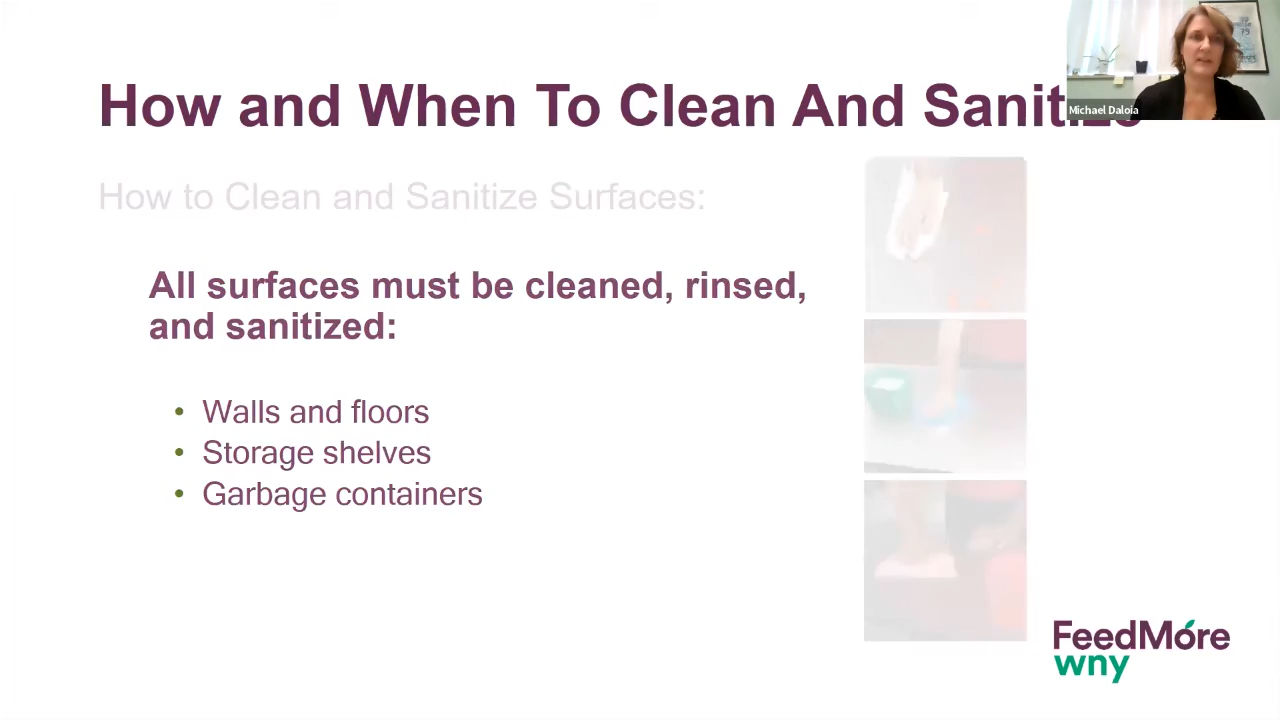 How and When To Clean And Sanitize
Michael Daloia
How to Clean and Sanitize Surfaces:
All surfaces must be cleaned, rinsed,
and sanitized:
• Walls and floors
• Storage shelves
• Garbage containers
FeedMore
wny